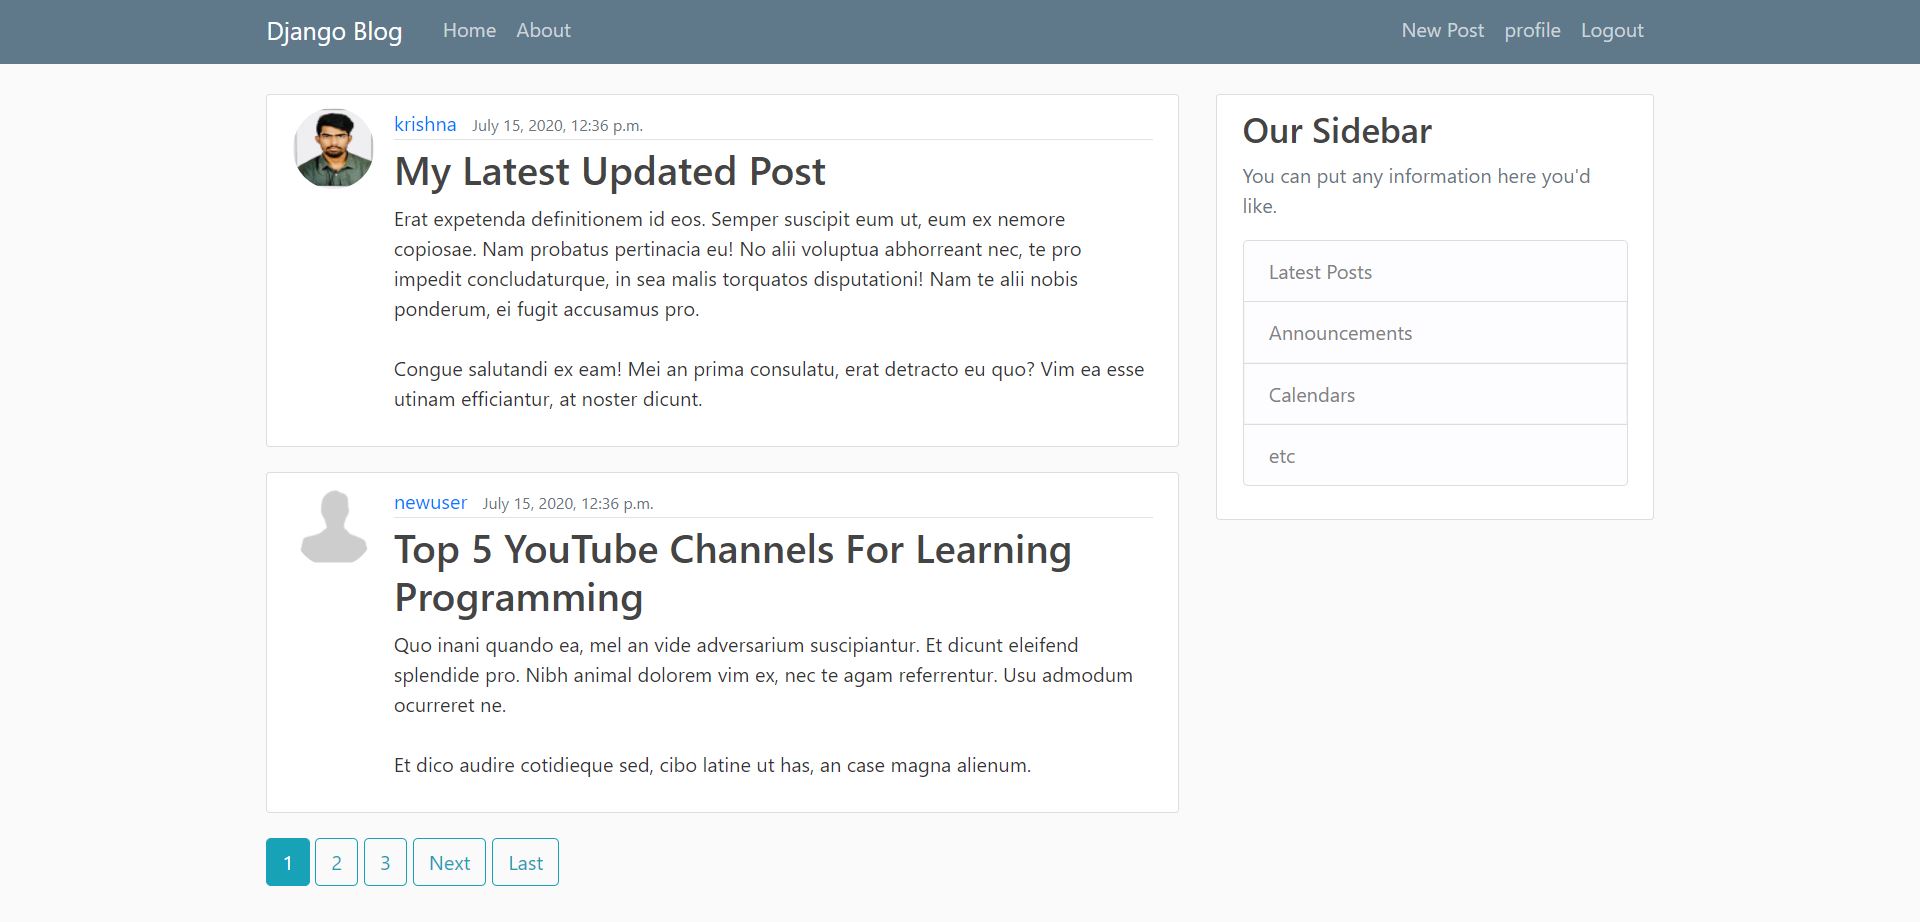 Django Blog Home About New Post profile Logout
krishna July 15, 2020, 12:36 p.m.
My Latest Updated Post
Erat expetenda definitionem id eos. Semper suscipit eum ut, eum ex nemore
copiosae. Nam probatus pertinacia eu! No alii voluptua abhorreant nec, te pro
impedit concludaturque, in sea malis torquatos disputationi! Nam te alii nobis
ponderum, ei fugit accusamus pro.
Congue salutandi ex eam! Mei an prima consulatu, erat detracto eu quo? Vim ea esse
utinam efficiantur, at noster dicunt.
newuser July 15, 2020, 12:36 p.m.
Top 5 YouTube Channels For Learning
Programming
Quo inani quando ea, mel an vide adversarium suscipiantur. Et dicunt eleifend
splendide pro. Nibh animal dolorem vim ex, nec te agam referrentur. Usu admodum
ocurreret ne.
Et dico audire cotidieque sed, cibo latine ut has, an case magna alienum.
1 2 3 Next Last
Our Sidebar
You can put any information here you'd
like.
Latest Posts
Announcements
Calendars
etc